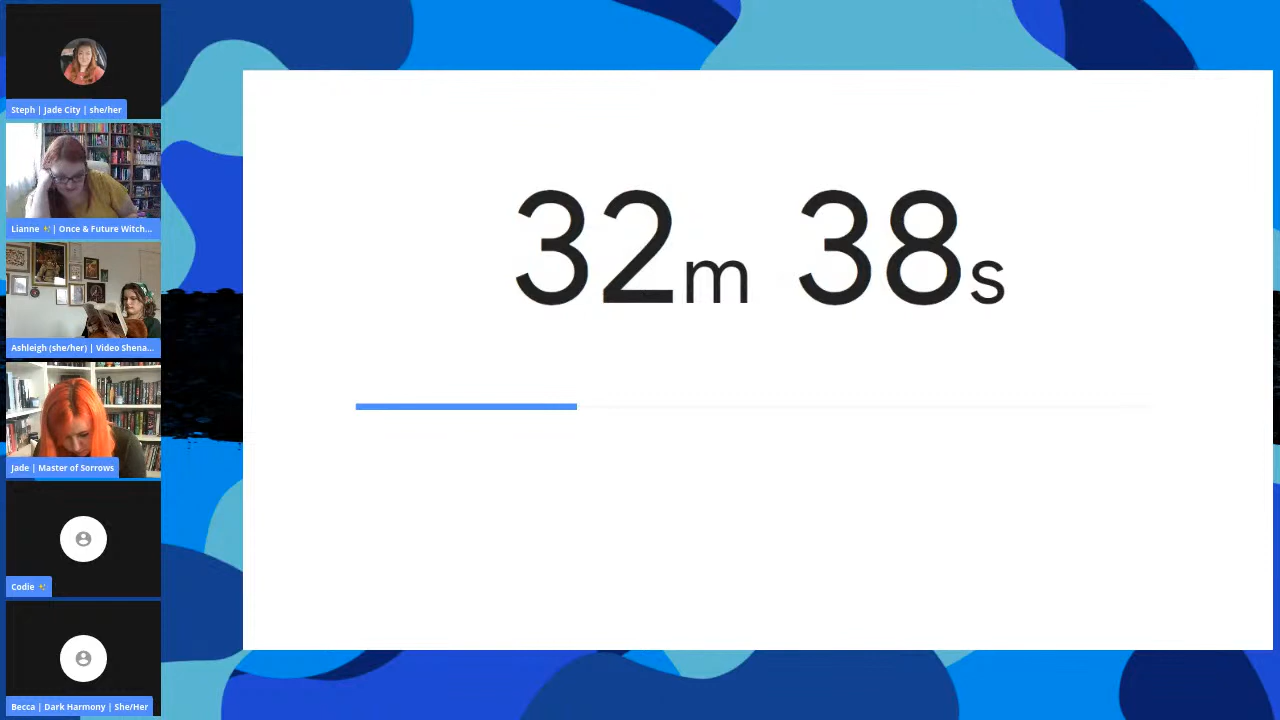 Steph | Jade City | she/her
Lianne ✨ | Once & Future Witch...
Ashleigh (she/her) | Video Shena...
Jade | Master of Sorrows
Codie ✨
Becca | Dark Harmony | She/Her
32m 38s